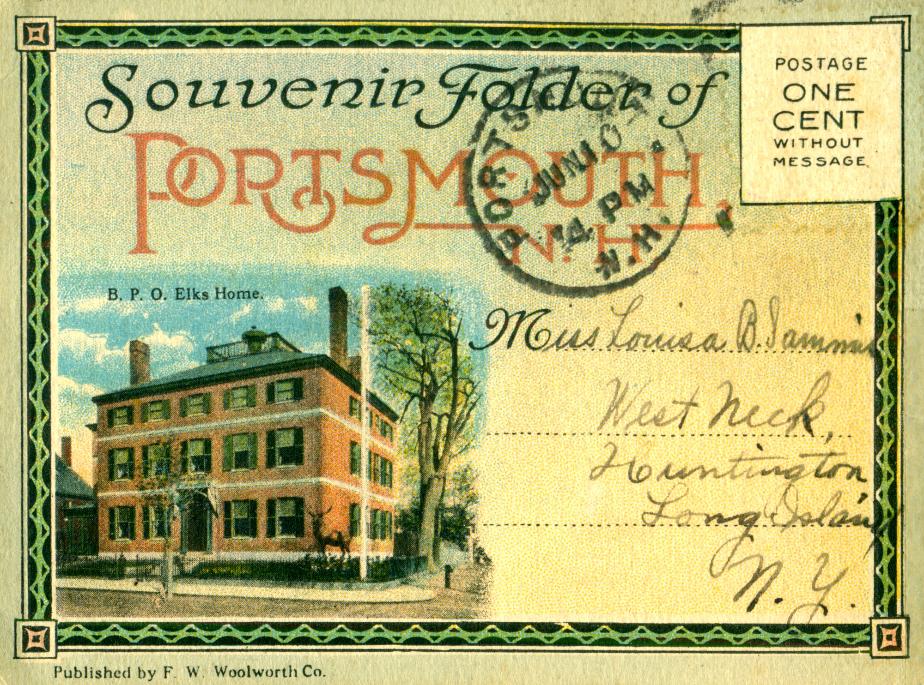 Souvenir Folder of
PORTSMOUTH,
N.H.
POSTAGE
ONE
CENT
WITHOUT
MESSAGE.
PORTSMOUTH
JUN 10
4 PM
N.H.
B. P. O. Elks Home.
Miss Louisa B. Sammis
West Neck,
Huntington
Long Island
N. Y.
Published by F. W. Woolworth Co.